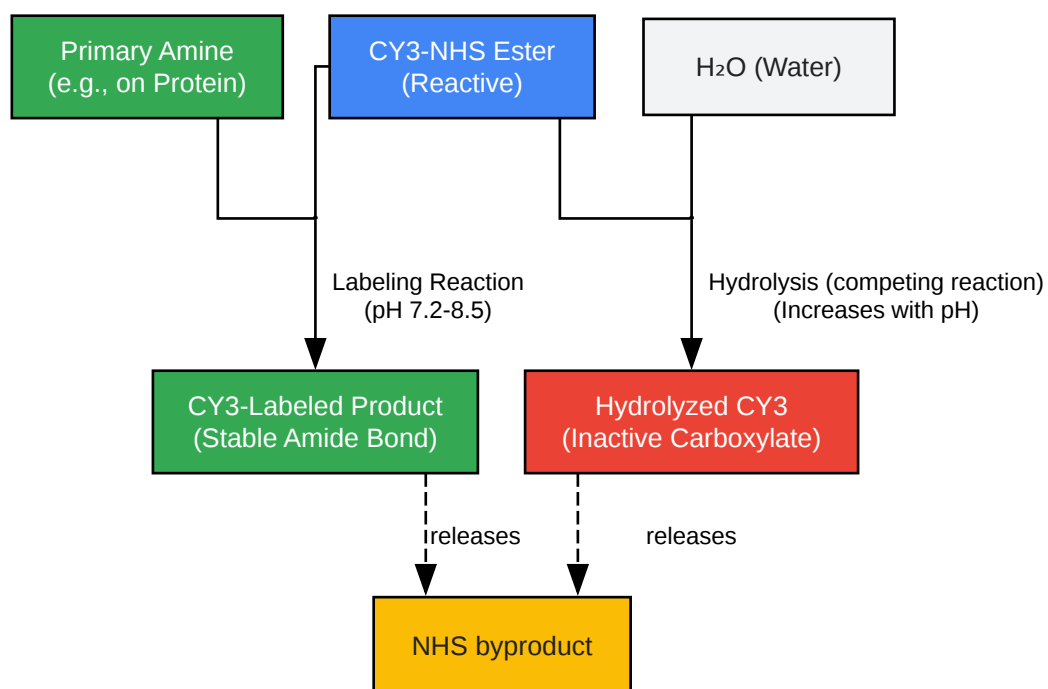 Primary Amine
(e.g., on Protein)
CY3-NHS Ester
(Reactive)
H₂O (Water)
Labeling Reaction
(pH 7.2-8.5)
Hydrolysis (competing reaction)
(Increases with pH)
CY3-Labeled Product
(Stable Amide Bond)
Hydrolyzed CY3
(Inactive Carboxylate)
releases
releases
NHS byproduct